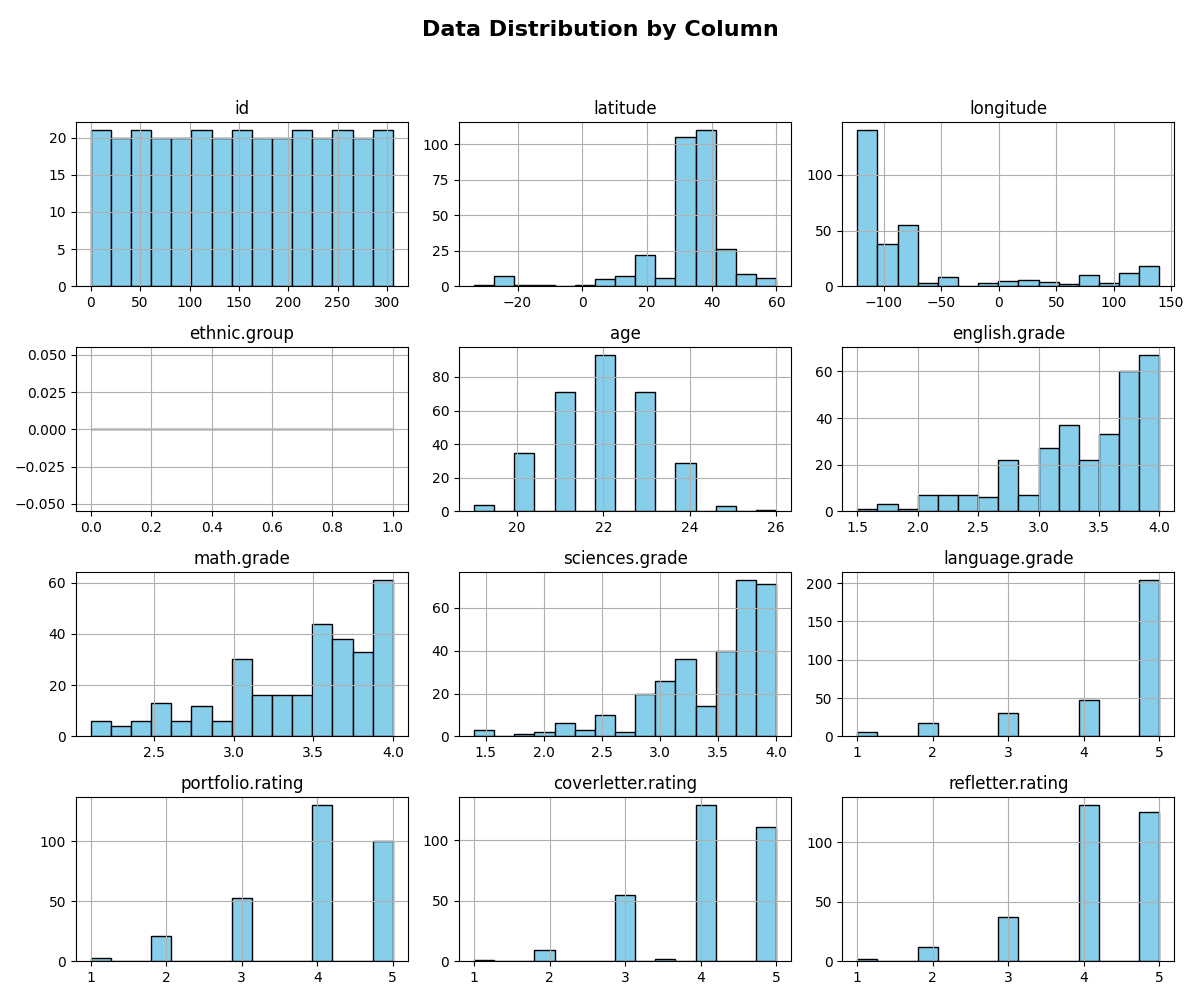 Data Distribution by Column
id
latitude
longitude
20
15
10
5
0
0 50 100 150 200 250 300
100
75
50
25
0
−20 0 20 40 60
100
50
0
−100 −50 0 50 100 150
ethnic.group
age
english.grade
0.050
0.025
0.000
−0.025
−0.050
0.0 0.2 0.4 0.6 0.8 1.0
80
60
40
20
0
20 22 24 26
60
40
20
0
1.5 2.0 2.5 3.0 3.5 4.0
math.grade
sciences.grade
language.grade
60
40
20
0
2.5 3.0 3.5 4.0
60
40
20
0
1.5 2.0 2.5 3.0 3.5 4.0
200
150
100
50
0
1 2 3 4 5
portfolio.rating
coverletter.rating
refletter.rating
100
50
0
1 2 3 4 5
100
50
0
1 2 3 4 5
100
50
0
1 2 3 4 5